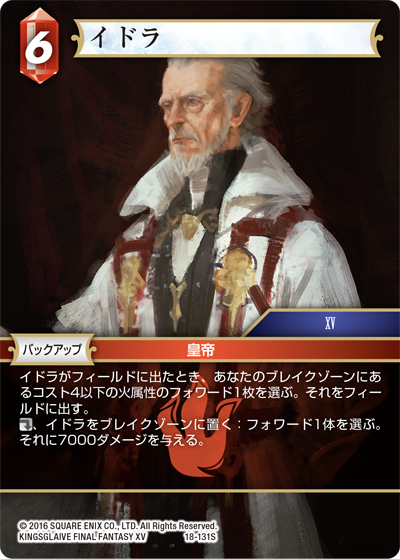 6
イドラ
XV
バックアップ
皇帝
イドラがフィールドに出たとき、あなたのブレイクゾーンにあ
るコスト4以下の火属性のフォワード1枚を選ぶ。それをフィー
ルドに出す。
、イドラをブレイクゾーンに置く：フォワード1体を選ぶ。
それに7000ダメージを与える。
© 2016 SQUARE ENIX CO., LTD. All Rights Reserved.
KINGSGLAIVE FINAL FANTASY XV 18-131S